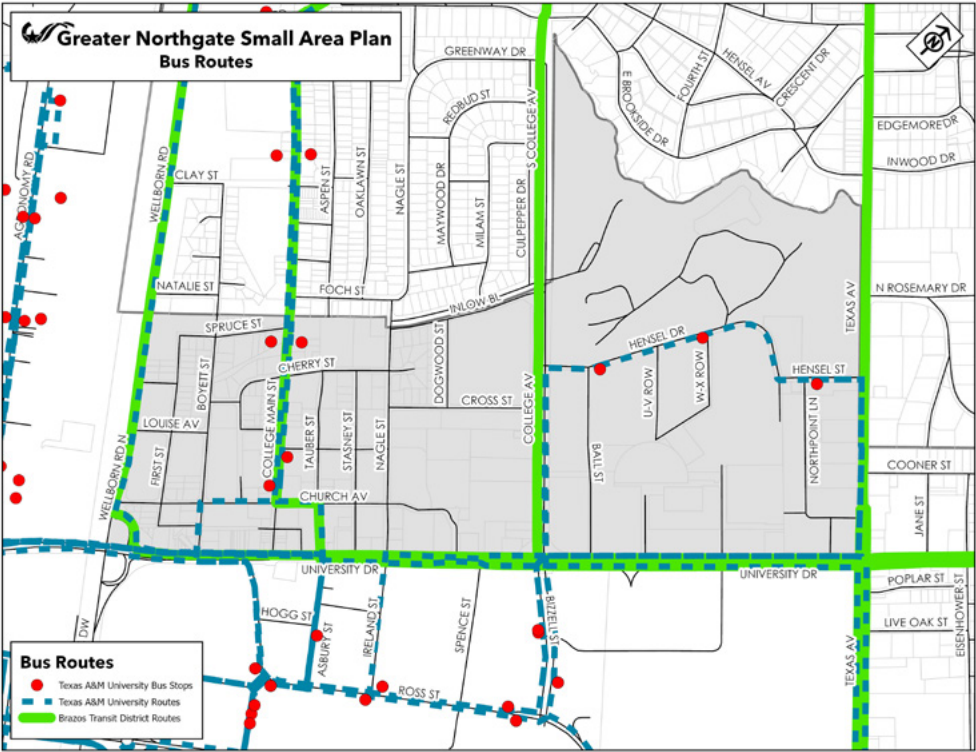 Greater Northgate Small Area Plan
Bus Routes
GREENWAY DR
REDBUD ST
S COLLEGE AV
E BROOKSIDE DR
FOURTH ST
HENSEL AV
CRESCENT DR
EDGEMORE DR
INWOOD DR
WELLBORN RD
CLAY ST
ASPEN ST
OAKLAWN ST
NAGLE ST
MAYWOOD DR
MILAM ST
CULPEPPER DR
AGRONOMY RD
NATALIE ST
FOCH ST
INLOW BL
TEXAS AV
N ROSEMARY DR
SPRUCE ST
CHERRY ST
DOGWOOD ST
HENSEL DR
HENSEL ST
BOYETT ST
COLLEGE MAIN ST
CROSS ST
COLLEGE AV
U-V ROW
W-X ROW
LOUISE AV
FIRST ST
TAUBER ST
STASNEY ST
NAGLE ST
BALL ST
NORTHPOINT LN
COONER ST
WELLBORN RD N
CHURCH AV
JANE ST
UNIVERSITY DR
UNIVERSITY DR
POPLAR ST
HOGG ST
ASBURY ST
IRELAND ST
SPENCE ST
BIZZELL ST
LIVE OAK ST
EISENHOWER ST
DW
TEXAS AV
ROSS ST
Bus Routes
Texas A&M University Bus Stops
Texas A&M University Routes
Brazos Transit District Routes
N